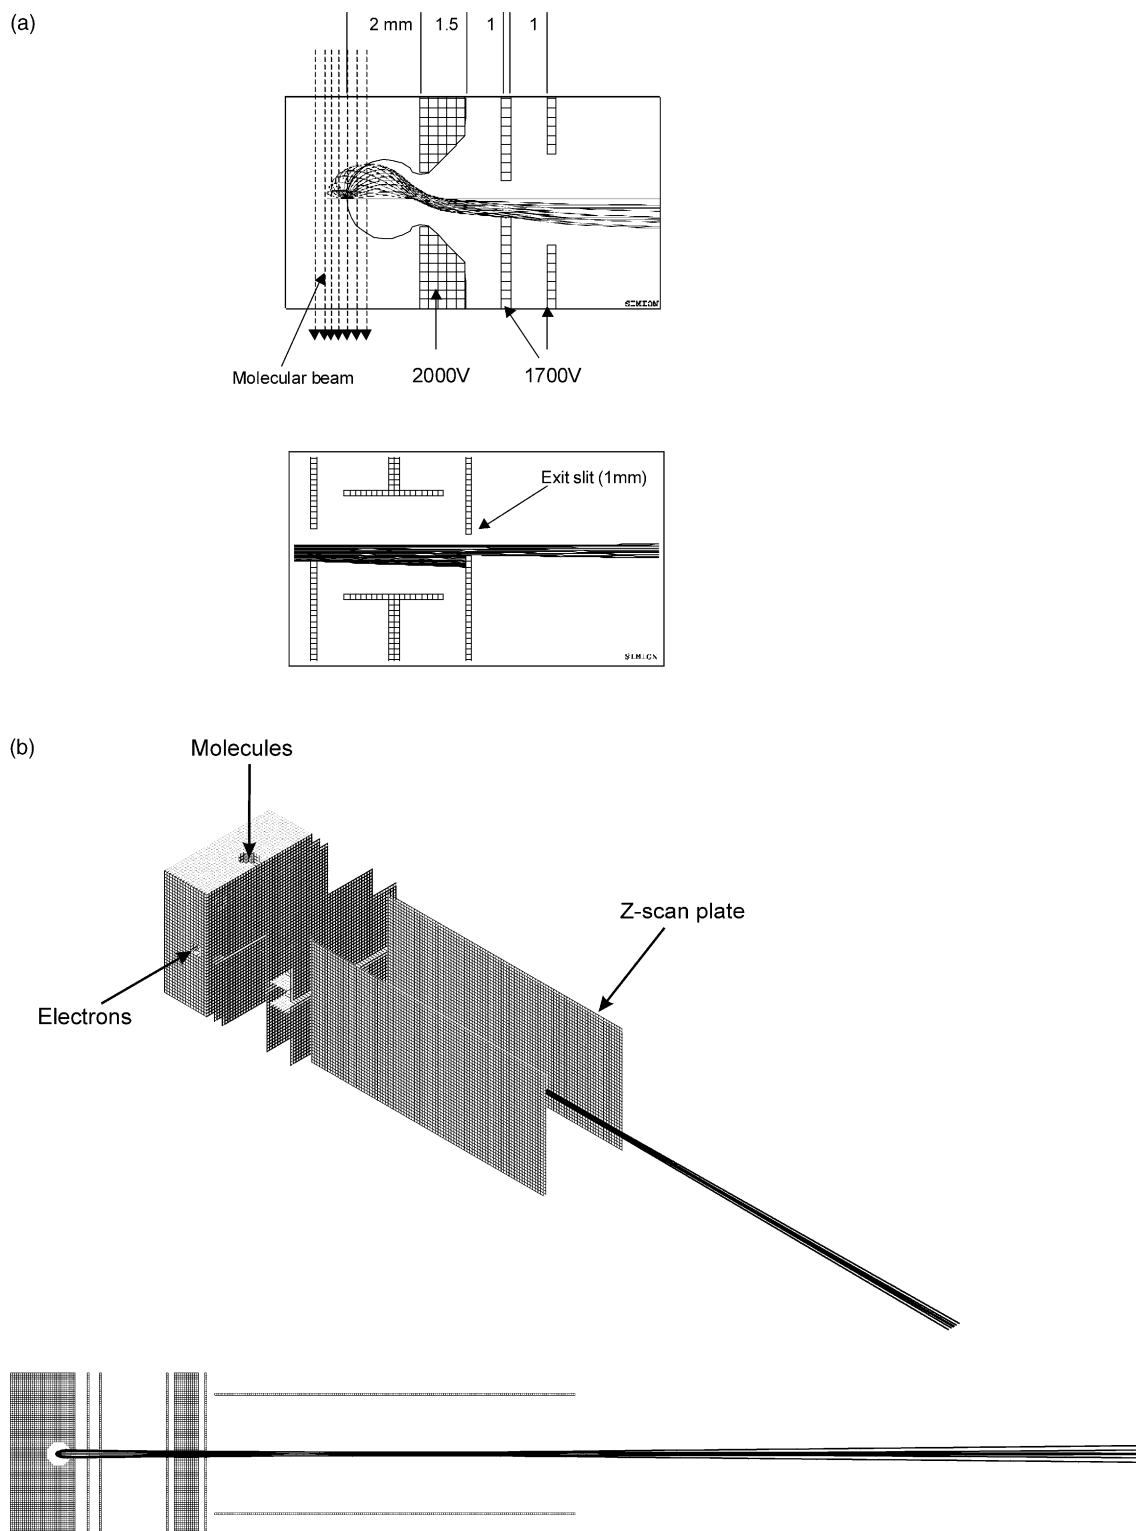 (a)
2 mm 1.5 1 1
SIMION
Molecular beam
2000V
1700V
Exit slit (1mm)
SIMION
(b)
Molecules
Z-scan plate
Electrons